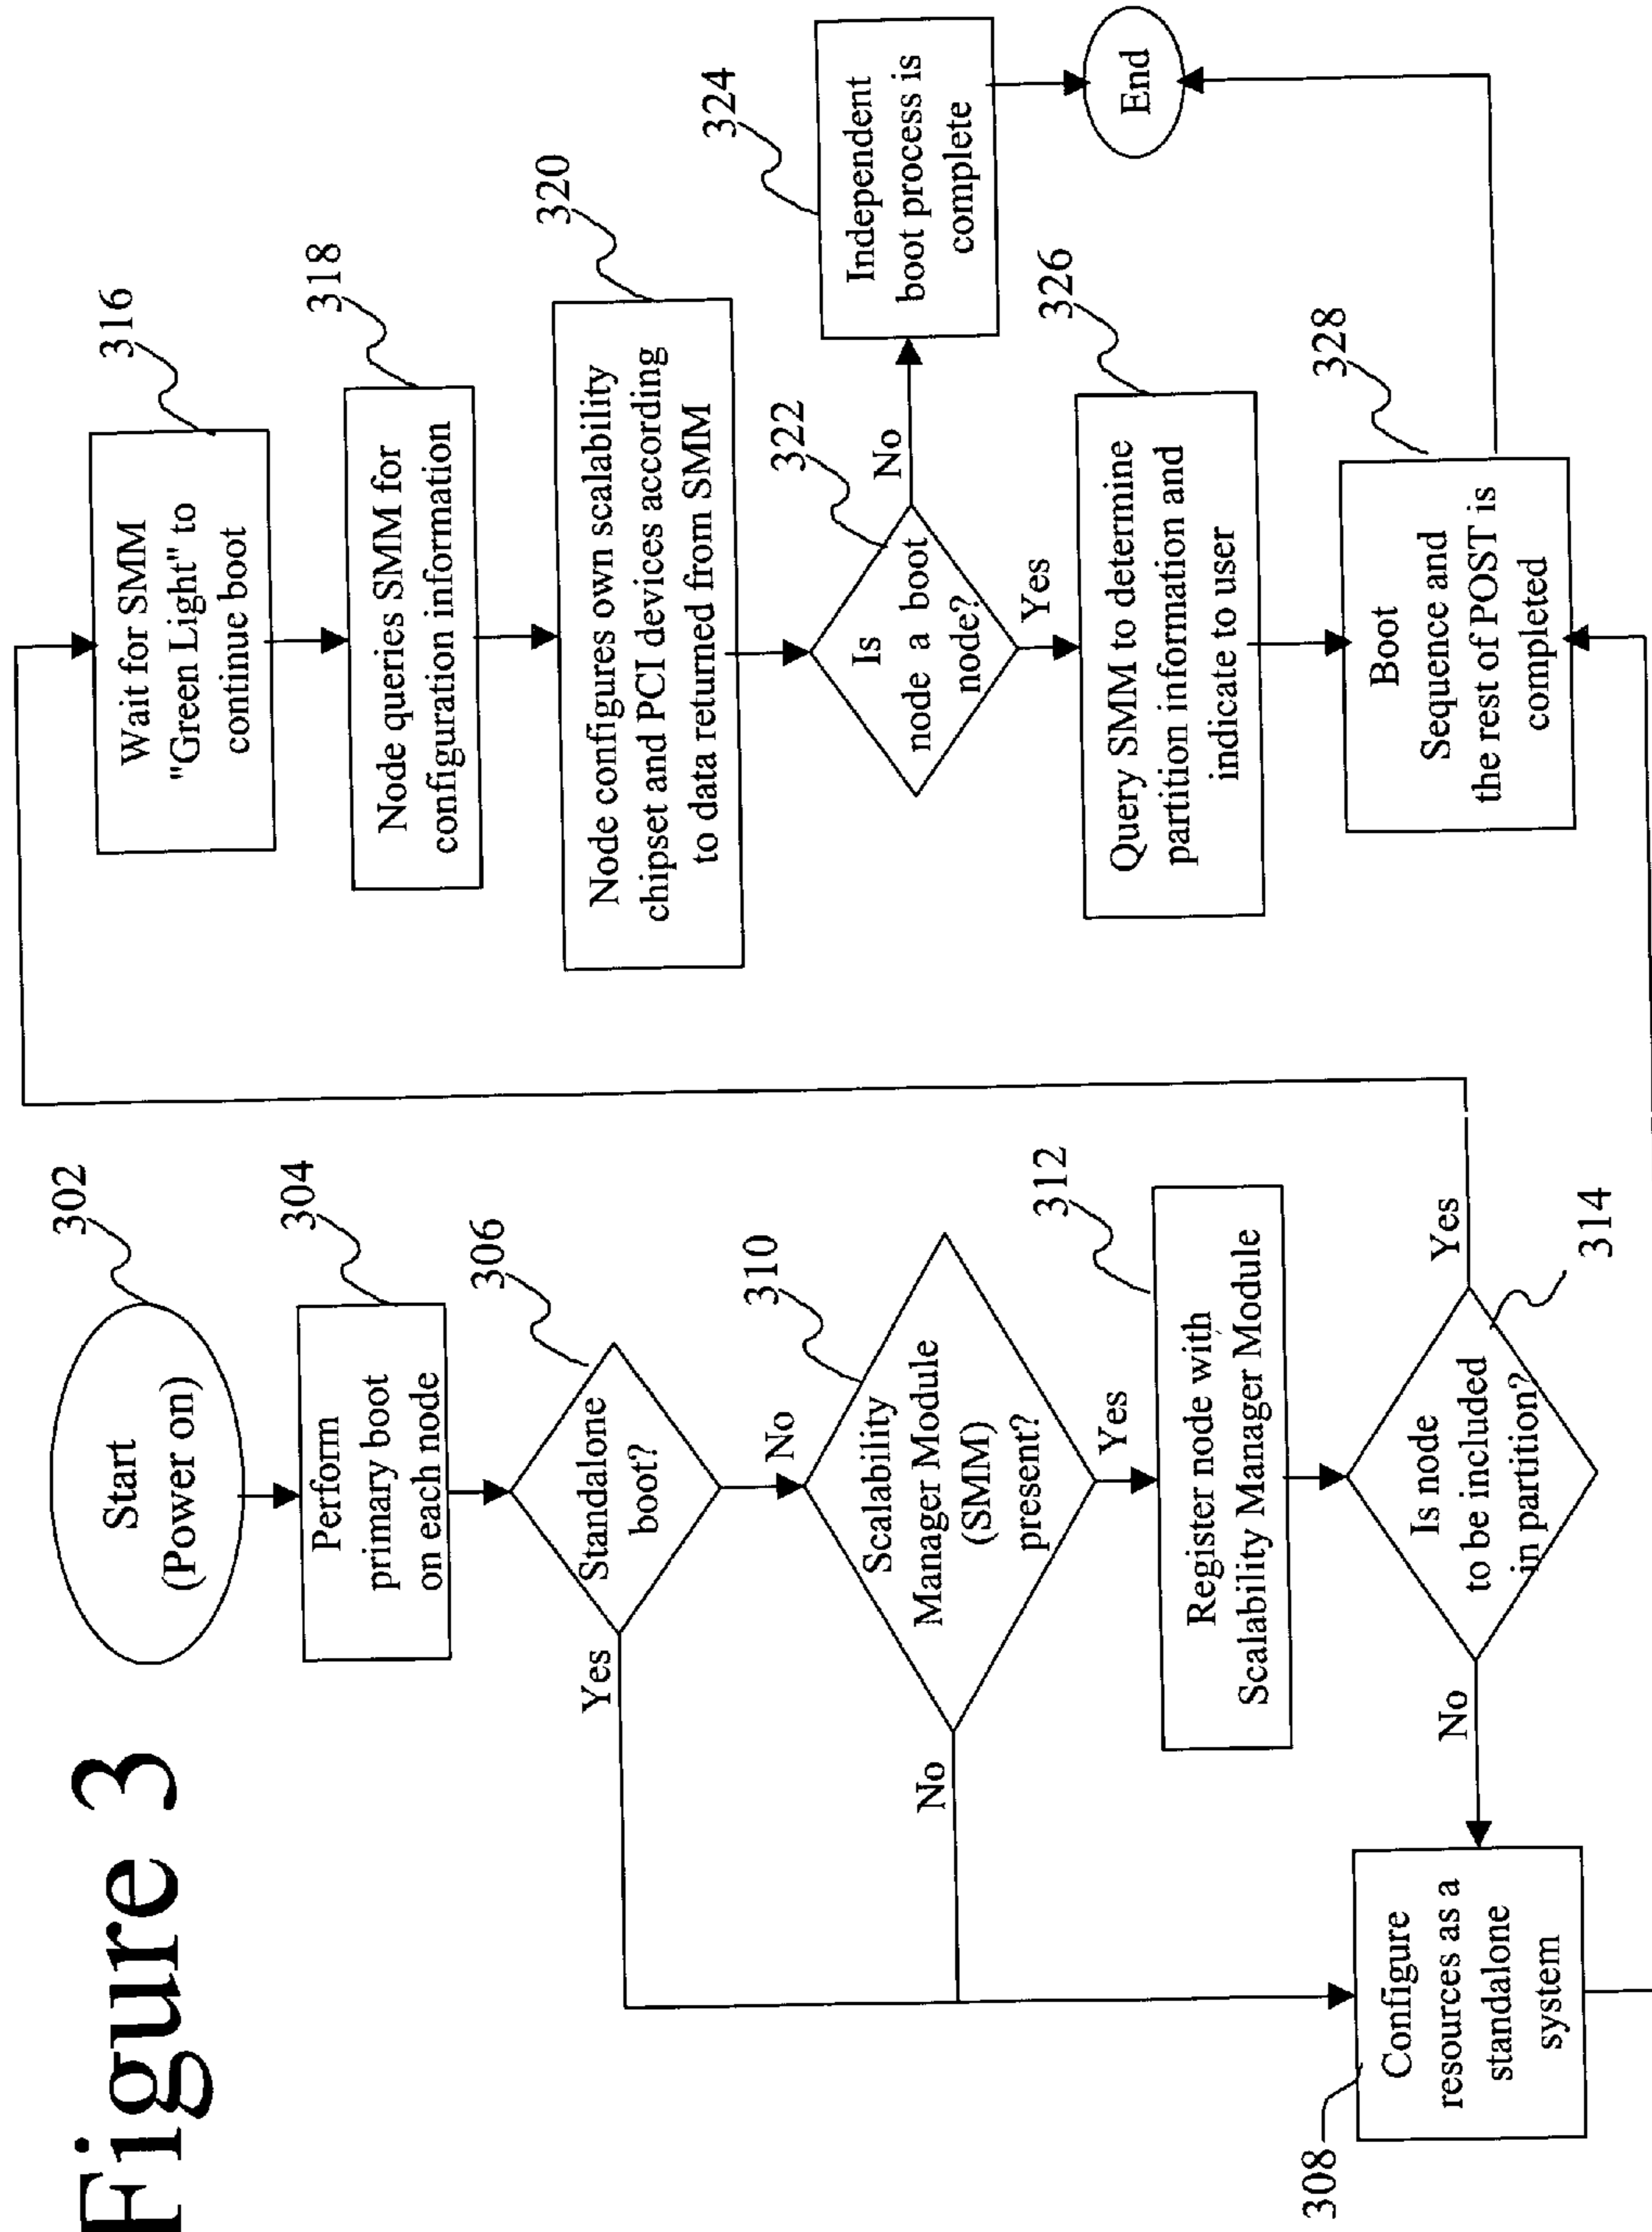 Figure 3
302
Start
(Power on)
304
Perform
primary boot
on each node
306
Standalone
boot?
Yes
No
310
Scalability
Manager Module
(SMM)
present?
No
Yes
312
Register node with
Scalability Manager Module
Is node
to be included
in partition?
314
Yes
No
308
Configure
resources as a
standalone
system
316
Wait for SMM
"Green Light" to
continue boot
318
Node queries SMM for
configuration information
320
Node configures own scalability
chipset and PCI devices according
to data returned from SMM
322
Is
node a boot
node?
No
Yes
324
Independent
boot process is
complete
326
Query SMM to determine
partition information and
indicate to user
328
Boot
Sequence and
the rest of POST is
completed
End